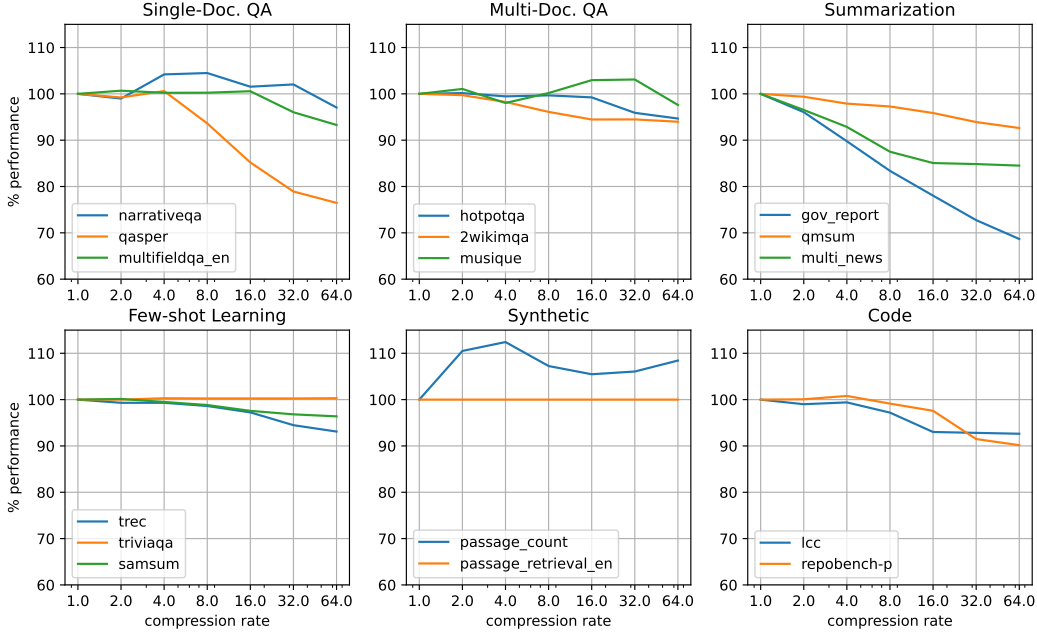 Single-Doc. QA
Multi-Doc. QA
Summarization
% performance
110
100
90
80
70
60
narrativeqa
qasper
multifieldqa_en
1.0 2.0 4.0 8.0 16.0 32.0 64.0
110
100
90
80
70
60
hotpotqa
2wikimqa
musique
1.0 2.0 4.0 8.0 16.0 32.0 64.0
110
100
90
80
70
60
gov_report
qmsum
multi_news
1.0 2.0 4.0 8.0 16.0 32.0 64.0
Few-shot Learning
Synthetic
Code
% performance
110
100
90
80
70
60
trec
triviaqa
samsum
1.0 2.0 4.0 8.0 16.0 32.0 64.0
compression rate
110
100
90
80
70
60
passage_count
passage_retrieval_en
1.0 2.0 4.0 8.0 16.0 32.0 64.0
compression rate
110
100
90
80
70
60
lcc
repobench-p
1.0 2.0 4.0 8.0 16.0 32.0 64.0
compression rate